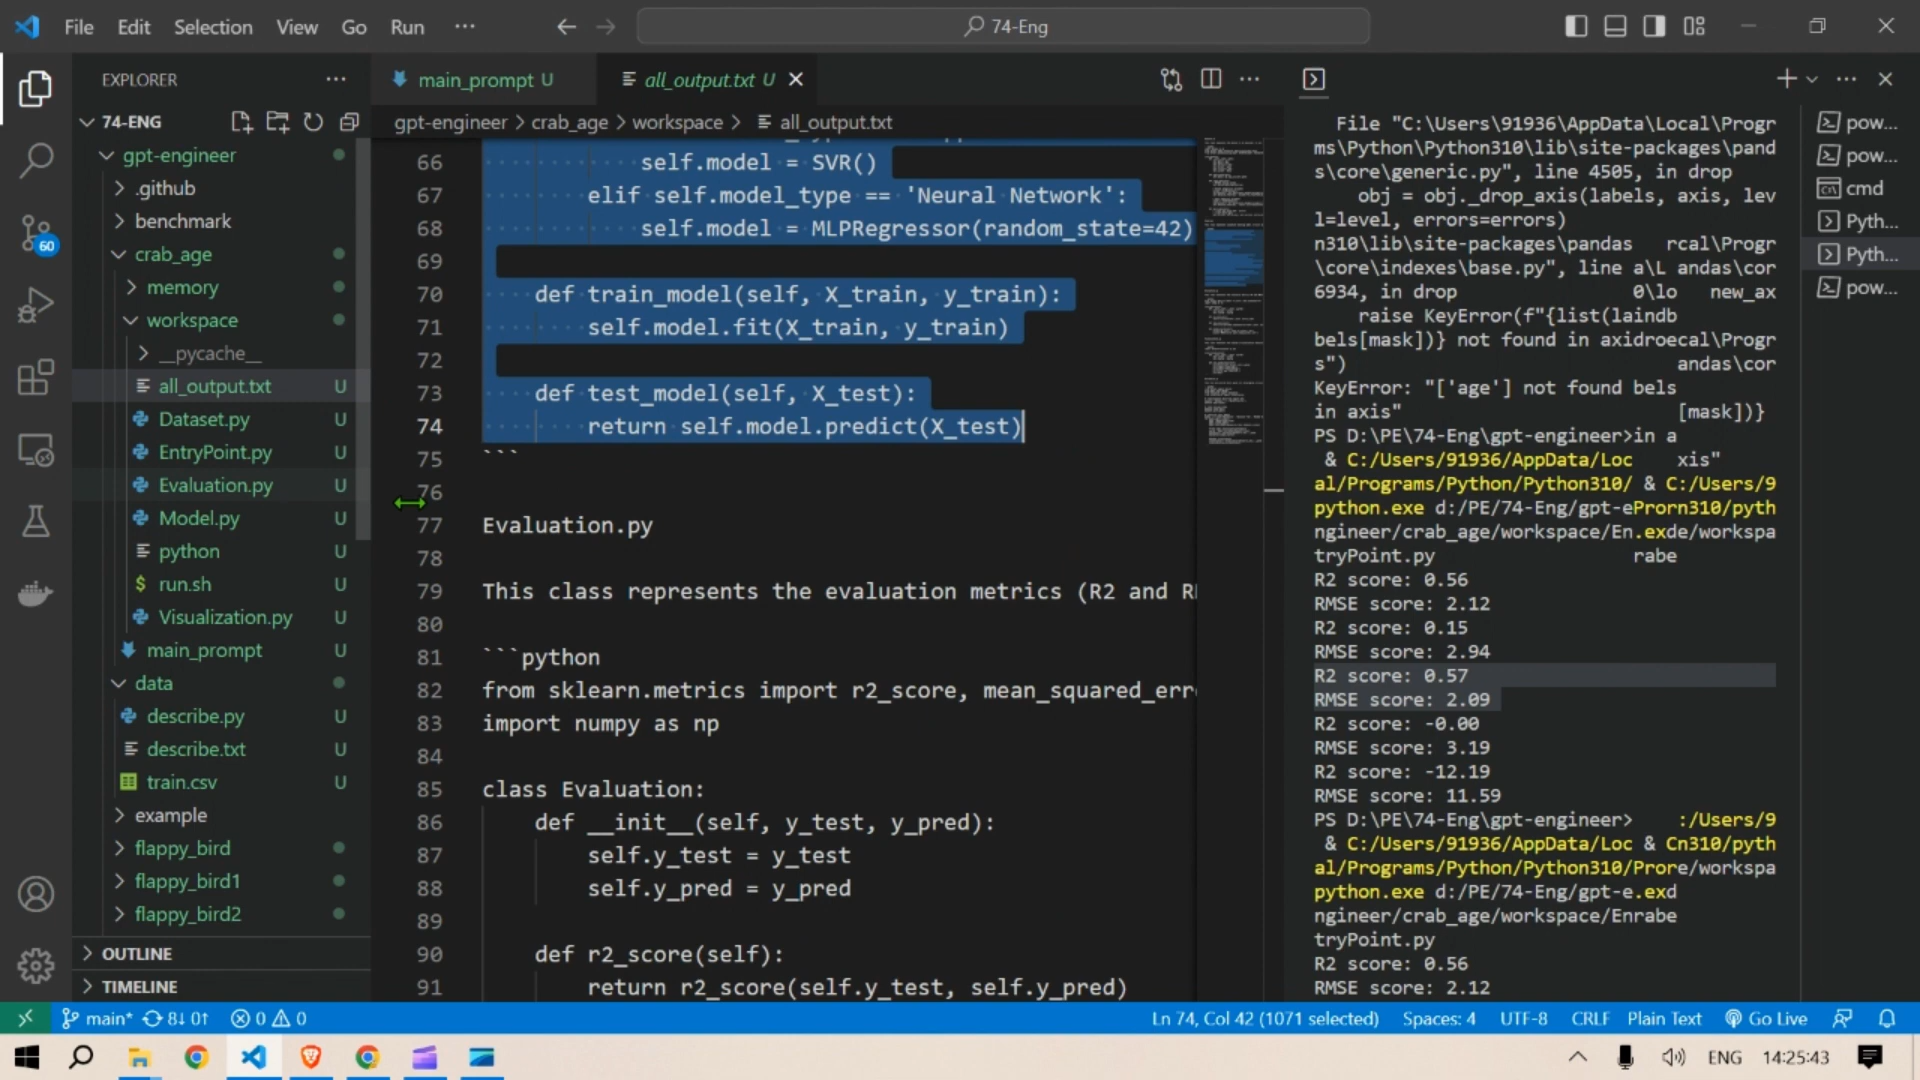 File Edit Selection View Go Run ···
74-Eng
EXPLORER
74-ENG
gpt-engineer
.github
benchmark
crab_age
memory
workspace
__pycache__
all_output.txt U
Dataset.py U
EntryPoint.py U
Evaluation.py U
Model.py U
python U
run.sh U
Visualization.py U
main_prompt U
data
describe.py U
describe.txt U
train.csv U
example
flappy_bird
flappy_bird1
flappy_bird2
OUTLINE
TIMELINE
60
main_prompt U
all_output.txt U
gpt-engineer > crab_age > workspace > all_output.txt
66 self.model = SVR()
67 elif self.model_type == 'Neural Network':
68 self.model = MLPRegressor(random_state=42)
69
70 def train_model(self, X_train, y_train):
71 self.model.fit(X_train, y_train)
72
73 def test_model(self, X_test):
74 return self.model.predict(X_test)
75 ```
76
77 Evaluation.py
78
79 This class represents the evaluation metrics (R2 and R
80
81 ```python
82 from sklearn.metrics import r2_score, mean_squared_err
83 import numpy as np
84
85 class Evaluation:
86 def __init__(self, y_test, y_pred):
87 self.y_test = y_test
88 self.y_pred = y_pred
89
90 def r2_score(self):
91 return r2_score(self.y_test, self.y_pred)
File "C:\Users\91936\AppData\Local\Progr
ms\Python\Python310\lib\site-packages\pand
s\core\generic.py", line 4505, in drop
obj = obj._drop_axis(labels, axis, lev
l=level, errors=errors)
n310\lib\site-packages\pandas rcal\Progr
\core\indexes\base.py", line a\L andas\cor
6934, in drop 0\lo new_ax
raise KeyError(f"{list(laindb
bels[mask])} not found in axidroecal\Progr
s") andas\cor
KeyError: "['age'] not found bels
in axis" [mask])}
PS D:\PE\74-Eng\gpt-engineer>in a
& C:/Users/91936/AppData/Loc xis"
al/Programs/Python/Python310/ & C:/Users/9
python.exe d:/PE/74-Eng/gpt-eProrn310/pyth
ngineer/crab_age/workspace/En.exde/workspa
tryPoint.py rabe
R2 score: 0.56
RMSE score: 2.12
R2 score: 0.15
RMSE score: 2.94
R2 score: 0.57
RMSE score: 2.09
R2 score: -0.00
RMSE score: 3.19
R2 score: -12.19
RMSE score: 11.59
PS D:\PE\74-Eng\gpt-engineer> :/Users/9
& C:/Users/91936/AppData/Loc & Cn310/pyth
al/Programs/Python/Python310/Prore/workspa
python.exe d:/PE/74-Eng/gpt-e.exd
ngineer/crab_age/workspace/Enrabe
tryPoint.py
R2 score: 0.56
RMSE score: 2.12
pow...
pow...
cmd
Pyth...
Pyth...
pow...
main* 8↓ 0↑ 0 0
Ln 74, Col 42 (1071 selected) Spaces: 4 UTF-8 CRLF Plain Text Go Live
ENG 14:25:43